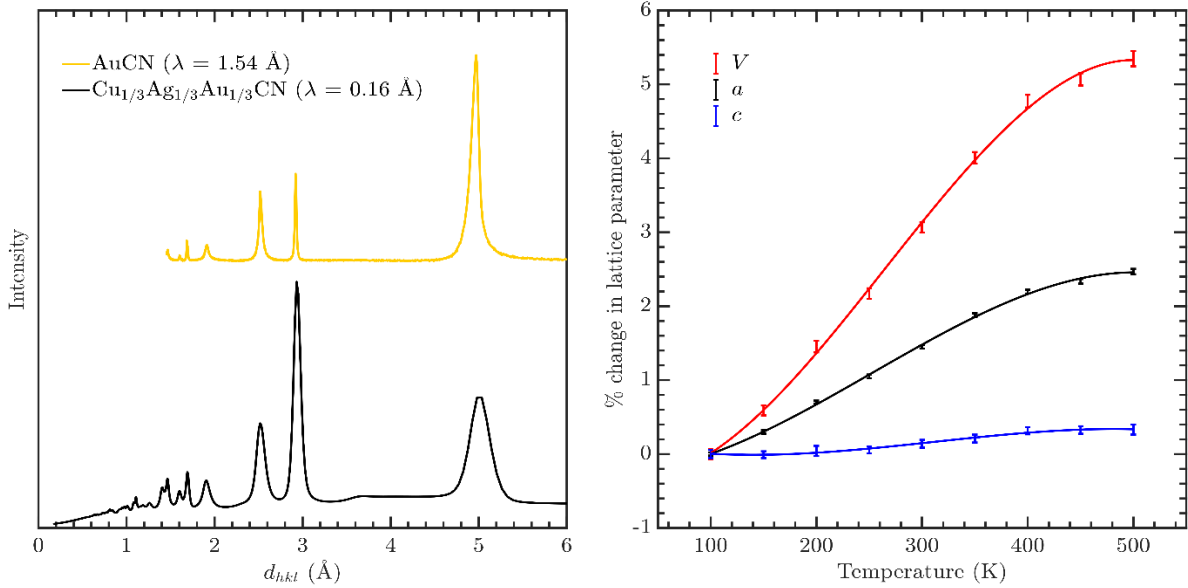 AuCN (λ = 1.54 Å)
Cu1/3Ag1/3Au1/3CN (λ = 0.16 Å)
Intensity
0 1 2 3 4 5 6
dhkl (Å)
V
a
c
% change in lattice parameter
6
5
4
3
2
1
0
-1
100 200 300 400 500
Temperature (K)